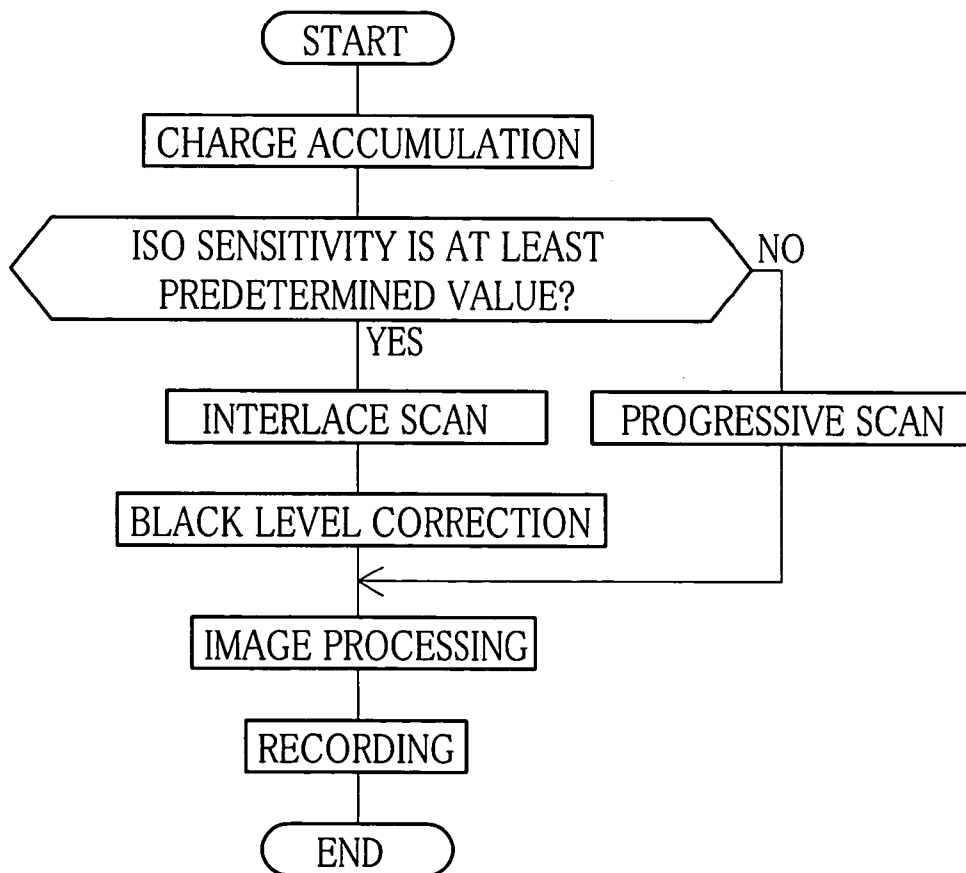 START
CHARGE ACCUMULATION
ISO SENSITIVITY IS AT LEAST
PREDETERMINED VALUE?
NO
YES
INTERLACE SCAN
PROGRESSIVE SCAN
BLACK LEVEL CORRECTION
IMAGE PROCESSING
RECORDING
END